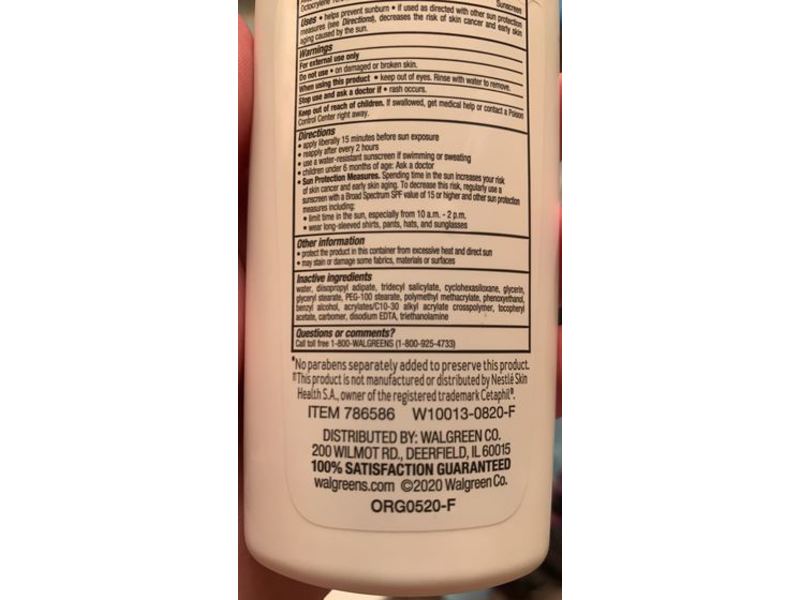 Octocrylene
Sunscreen
Uses • helps prevent sunburn • if used as directed with other sun protection
measures (see Directions), decreases the risk of skin cancer and early skin
aging caused by the sun.
Warnings
For external use only
Do not use • on damaged or broken skin.
When using this product • keep out of eyes. Rinse with water to remove.
Stop use and ask a doctor if • rash occurs.
Keep out of reach of children. If swallowed, get medical help or contact a Poison
Control Center right away.
Directions
• apply liberally 15 minutes before sun exposure
• reapply after every 2 hours
• use a water-resistant sunscreen if swimming or sweating
• children under 6 months of age: Ask a doctor
• Sun Protection Measures. Spending time in the sun increases your risk
of skin cancer and early skin aging. To decrease this risk, regularly use a
sunscreen with a Broad Spectrum SPF value of 15 or higher and other sun protection
measures including:
• limit time in the sun, especially from 10 a.m. - 2 p.m.
• wear long-sleeved shirts, pants, hats, and sunglasses
Other information
• protect the product in this container from excessive heat and direct sun
• may stain or damage some fabrics, materials or surfaces
Inactive ingredients
water, diisopropyl adipate, tridecyl salicylate, cyclohexasiloxane, glycerin,
glyceryl stearate, PEG-100 stearate, polymethyl methacrylate, phenoxyethanol,
benzyl alcohol, acrylates/C10-30 alkyl acrylate crosspolymer, tocopheryl
acetate, carbomer, disodium EDTA, triethanolamine
Questions or comments?
Call toll free 1-800-WALGREENS (1-800-925-4733)
*No parabens separately added to preserve this product.
††This product is not manufactured or distributed by Nestlé Skin
Health S.A., owner of the registered trademark Cetaphil®.
ITEM 786586 W10013-0820-F
DISTRIBUTED BY: WALGREEN CO.
200 WILMOT RD., DEERFIELD, IL 60015
100% SATISFACTION GUARANTEED
walgreens.com ©2020 Walgreen Co.
ORG0520-F